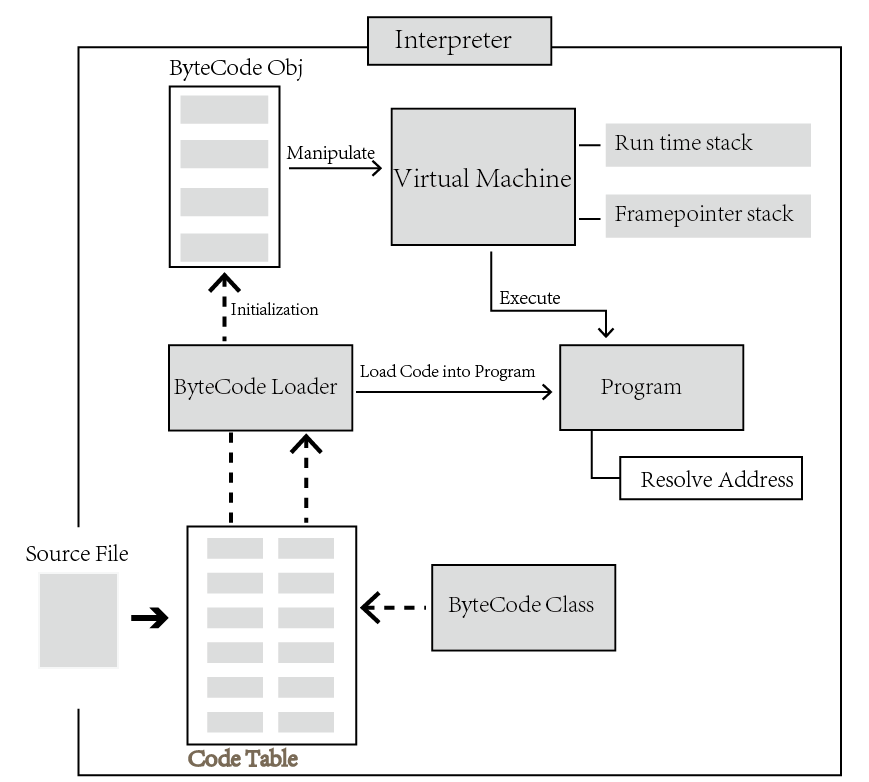 Interpreter
ByteCode Obj
Manipulate
Virtual Machine
Run time stack
Framepointer stack
Initialization
Execute
ByteCode Loader
Load Code into Program
Program
Resolve Address
Source File
ByteCode Class
Code Table